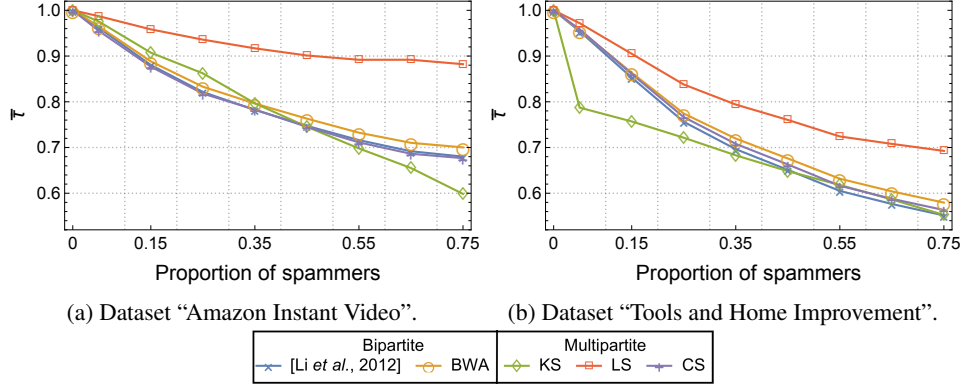 1.0
0.9
0.8
0.7
0.6
τ
0 0.15 0.35 0.55 0.75
Proportion of spammers
(a) Dataset “Amazon Instant Video”.
1.0
0.9
0.8
0.7
0.6
τ
0 0.15 0.35 0.55 0.75
Proportion of spammers
(b) Dataset “Tools and Home Improvement”.
Bipartite Multipartite
[Li et al., 2012] BWA KS LS CS